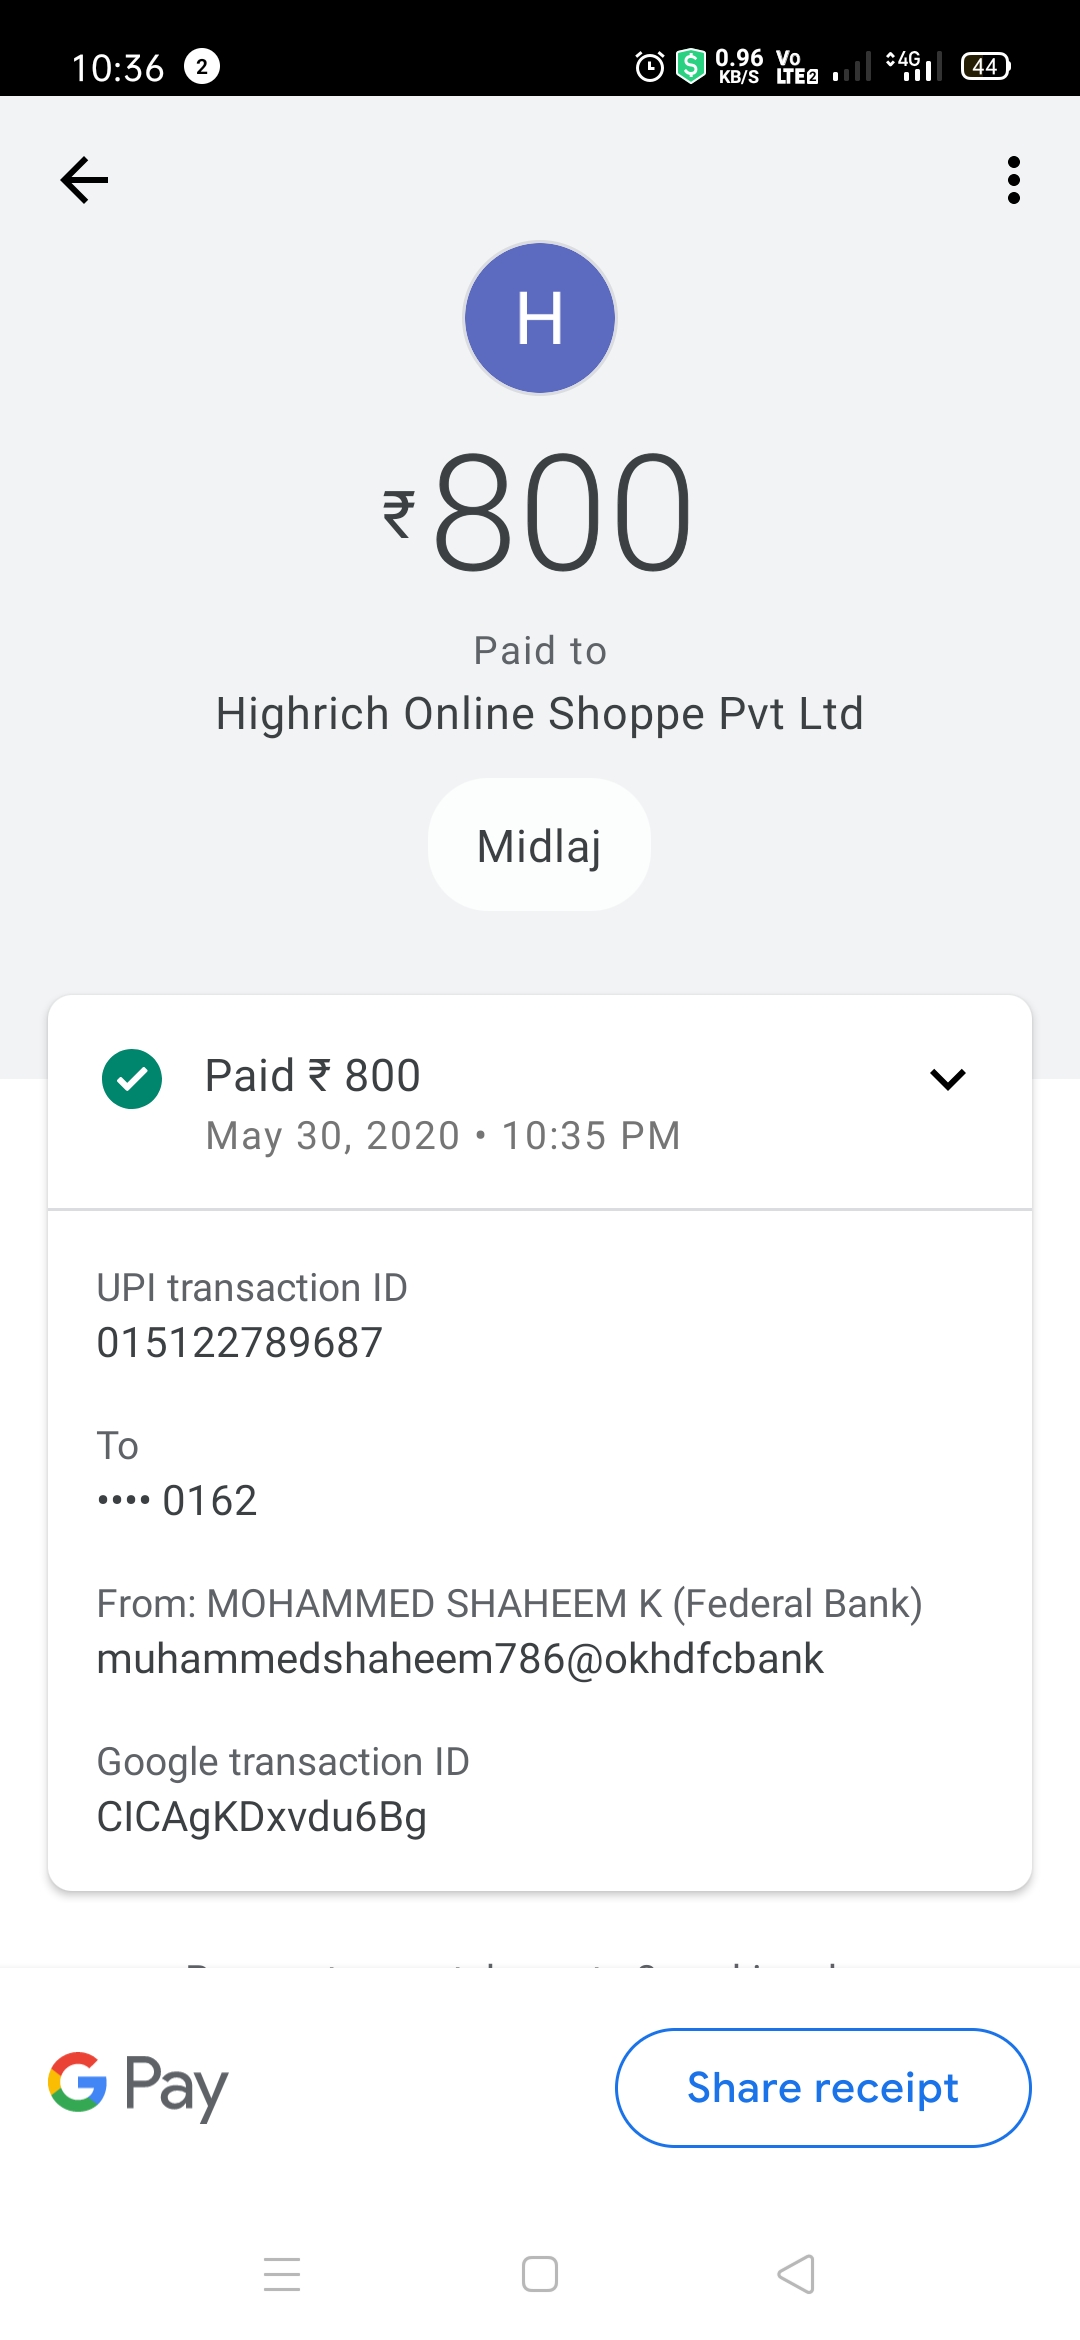 10:36 2 0.96 KB/S Vo LTE2 4G 44
H
₹800
Paid to
Highrich Online Shoppe Pvt Ltd
Midlaj
Paid ₹ 800
May 30, 2020 • 10:35 PM
UPI transaction ID
015122789687
To
•••• 0162
From: MOHAMMED SHAHEEM K (Federal Bank)
muhammedshaheem786@okhdfcbank
Google transaction ID
CICAgKDxvdu6Bg
G Pay
Share receipt